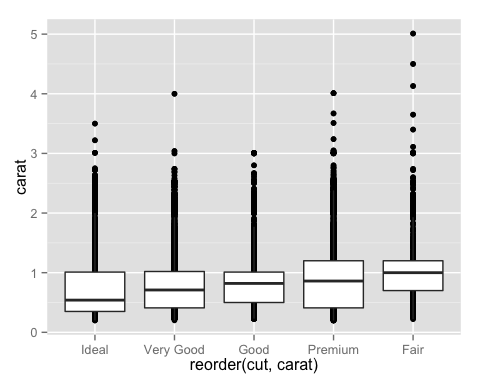 5
4
3
2
1
0
carat
Ideal
Very Good
Good
Premium
Fair
reorder(cut, carat)